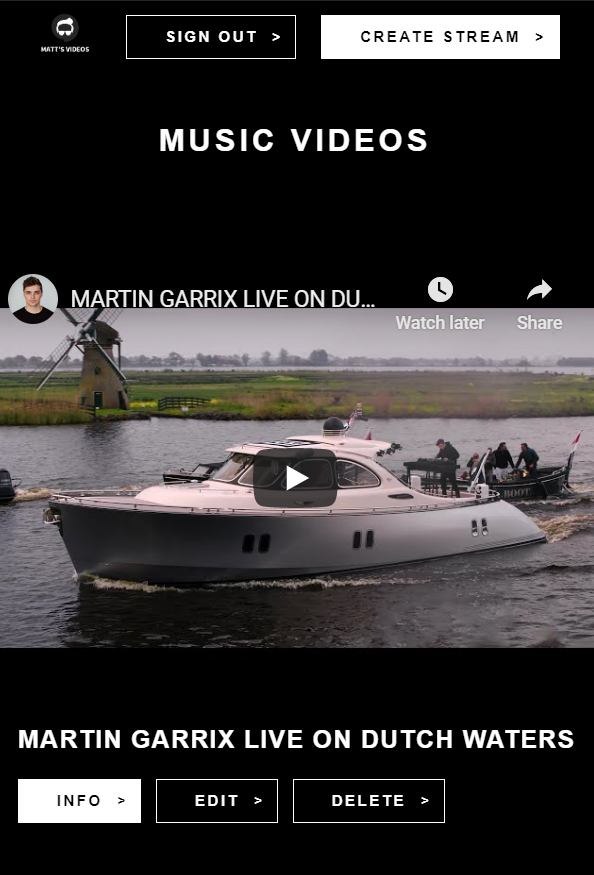 MATT'S VIDEOS
SIGN OUT >
CREATE STREAM >
MUSIC VIDEOS
MARTIN GARRIX LIVE ON DU...
Watch later
Share
BOOT
MARTIN GARRIX LIVE ON DUTCH WATERS
INFO >
EDIT >
DELETE >